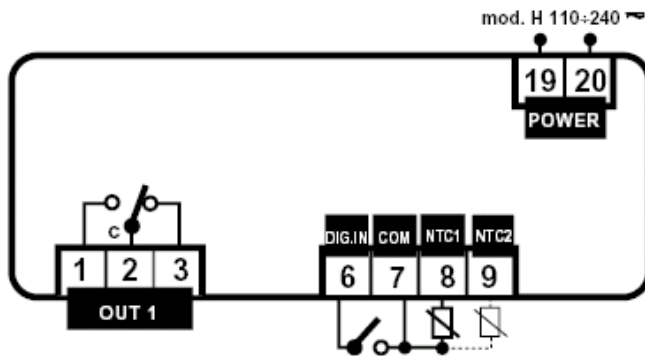 mod. H 110÷240
19 20
POWER
C
1 2 3
OUT 1
DIG.IN COM NTC1 NTC2
6 7 8 9